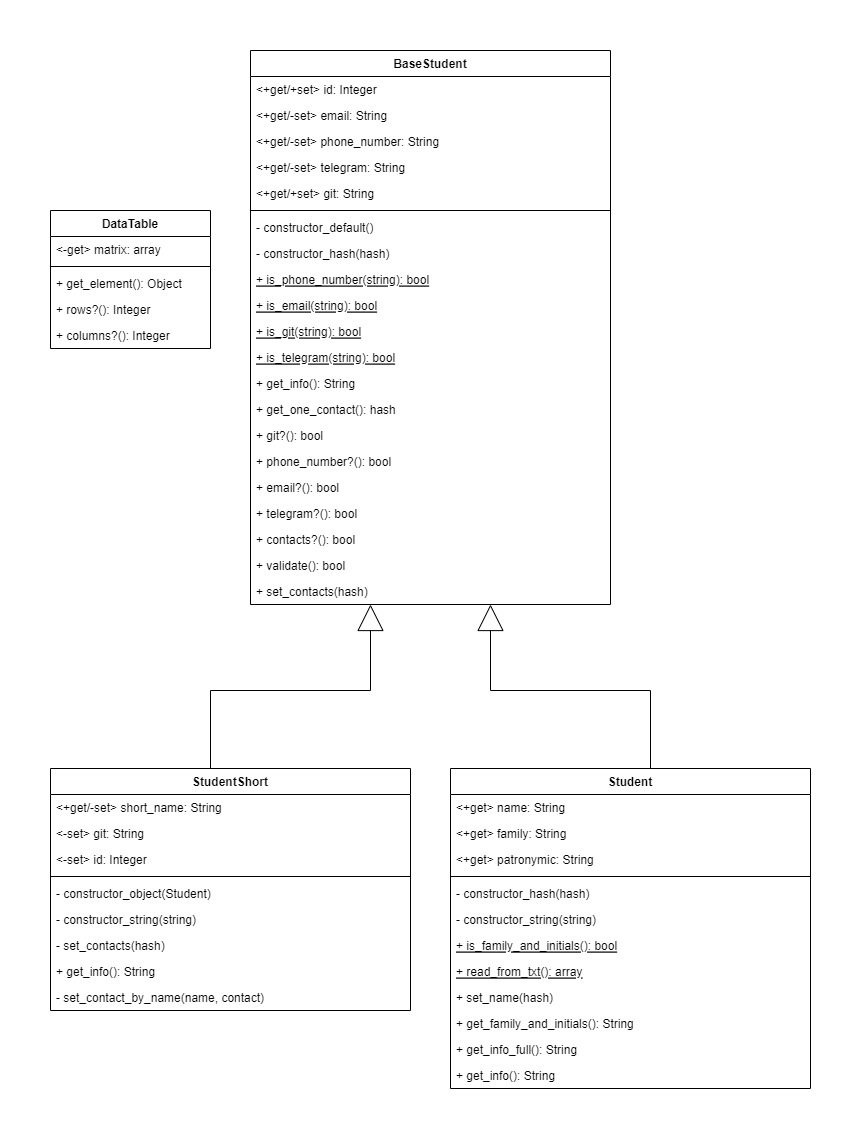 BaseStudent
<+get/+set> id: Integer
<+get/-set> email: String
<+get/-set> phone_number: String
<+get/-set> telegram: String
<+get/+set> git: String
- constructor_default()
- constructor_hash(hash)
+ is_phone_number(string): bool
+ is_email(string): bool
+ is_git(string): bool
+ is_telegram(string): bool
+ get_info(): String
+ get_one_contact(): hash
+ git?(): bool
+ phone_number?(): bool
+ email?(): bool
+ telegram?(): bool
+ contacts?(): bool
+ validate(): bool
+ set_contacts(hash)
DataTable
<-get> matrix: array
+ get_element(): Object
+ rows?(): Integer
+ columns?(): Integer
StudentShort
<+get/-set> short_name: String
<-set> git: String
<-set> id: Integer
- constructor_object(Student)
- constructor_string(string)
- set_contacts(hash)
+ get_info(): String
- set_contact_by_name(name, contact)
Student
<+get> name: String
<+get> family: String
<+get> patronymic: String
- constructor_hash(hash)
- constructor_string(string)
+ is_family_and_initials(): bool
+ read_from_txt(): array
+ set_name(hash)
+ get_family_and_initials(): String
+ get_info_full(): String
+ get_info(): String